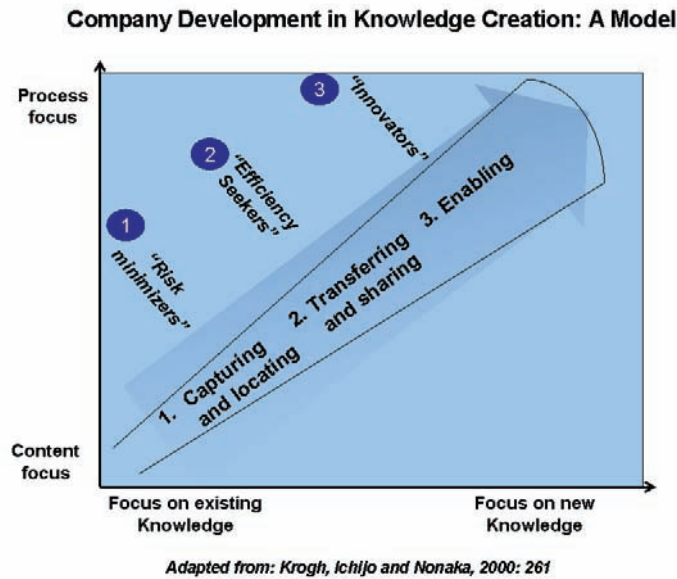 Company Development in Knowledge Creation: A Model
Process
focus
3
"Innovators"
2
"Efficiency
Seekers"
1
"Risk
minimizers"
3. Enabling
2. Transferring
and sharing
1. Capturing
and locating
Content
focus
Focus on existing
Knowledge
Focus on new
Knowledge
Adapted from: Krogh, Ichijo and Nonaka, 2000: 261